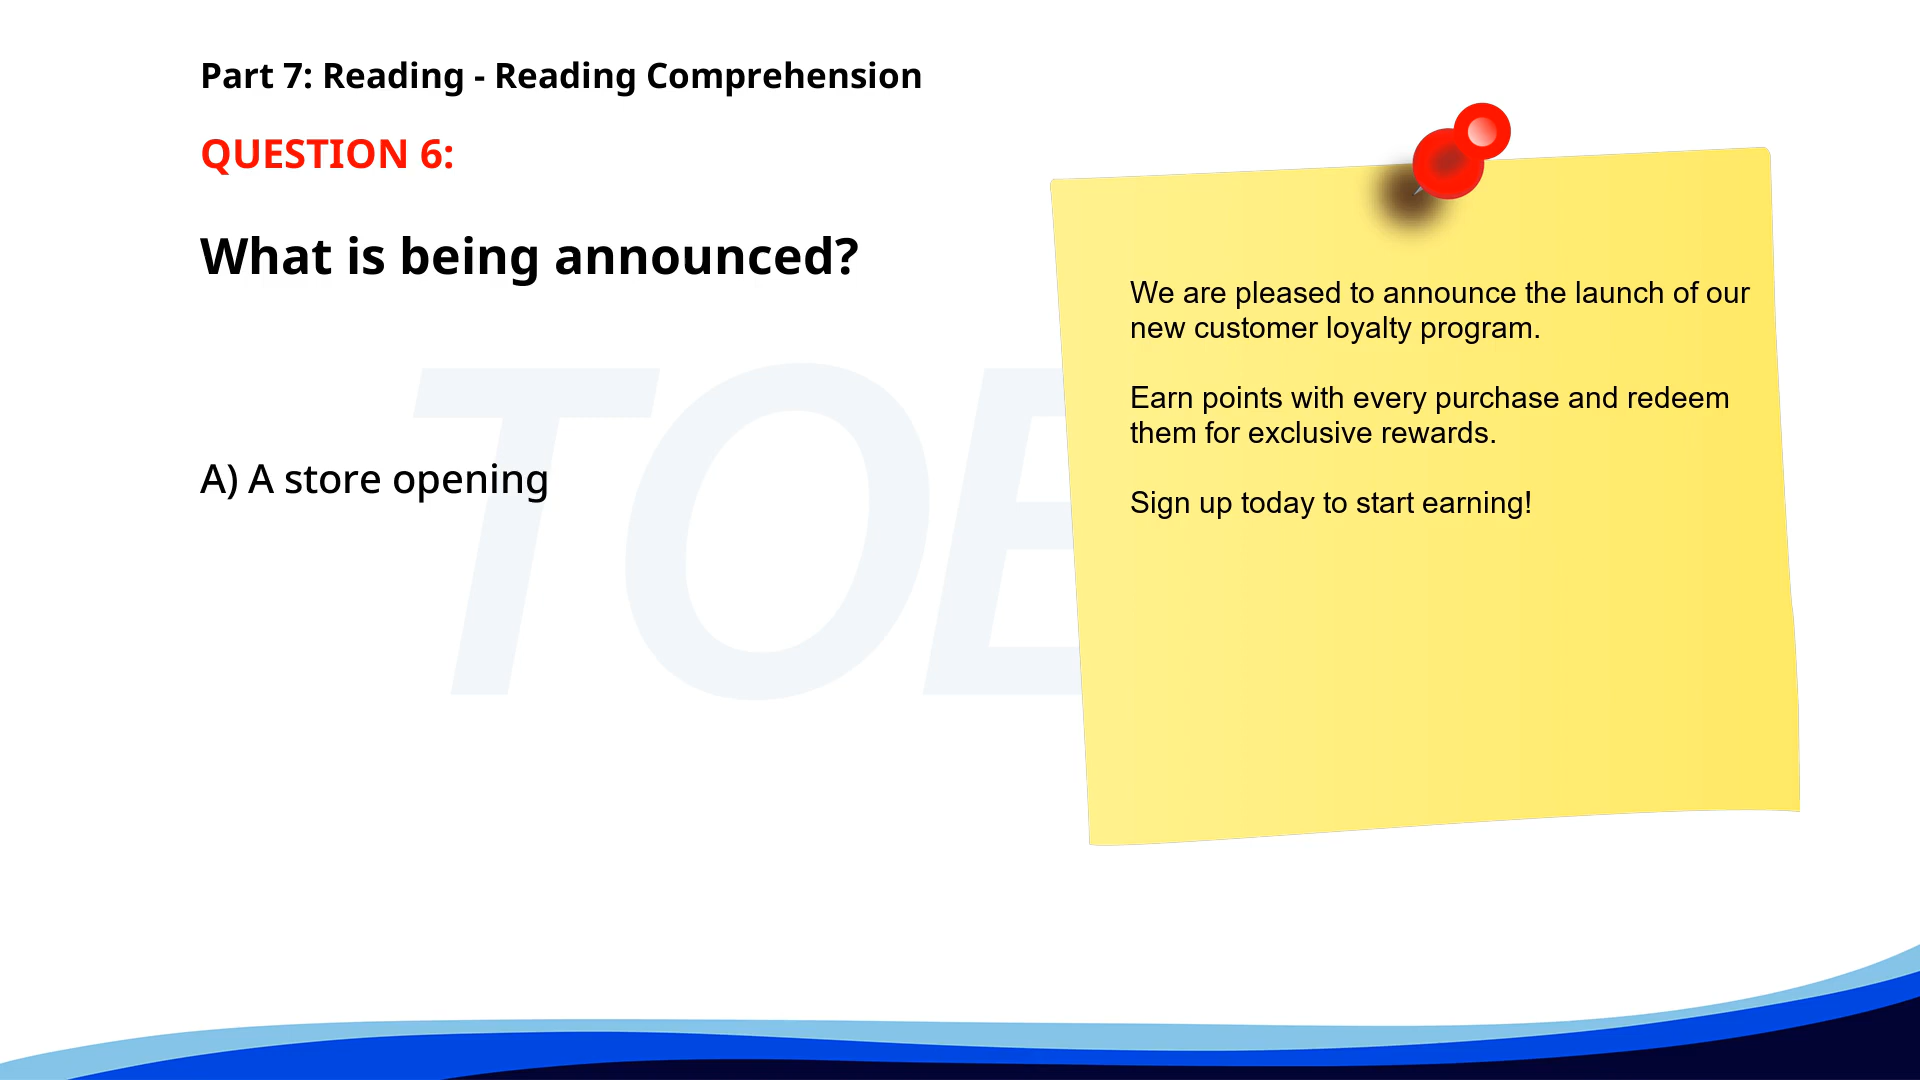 Part 7: Reading - Reading Comprehension
QUESTION 6:
What is being announced?
A) A store opening
We are pleased to announce the launch of our
new customer loyalty program.
Earn points with every purchase and redeem
them for exclusive rewards.
Sign up today to start earning!
TOE